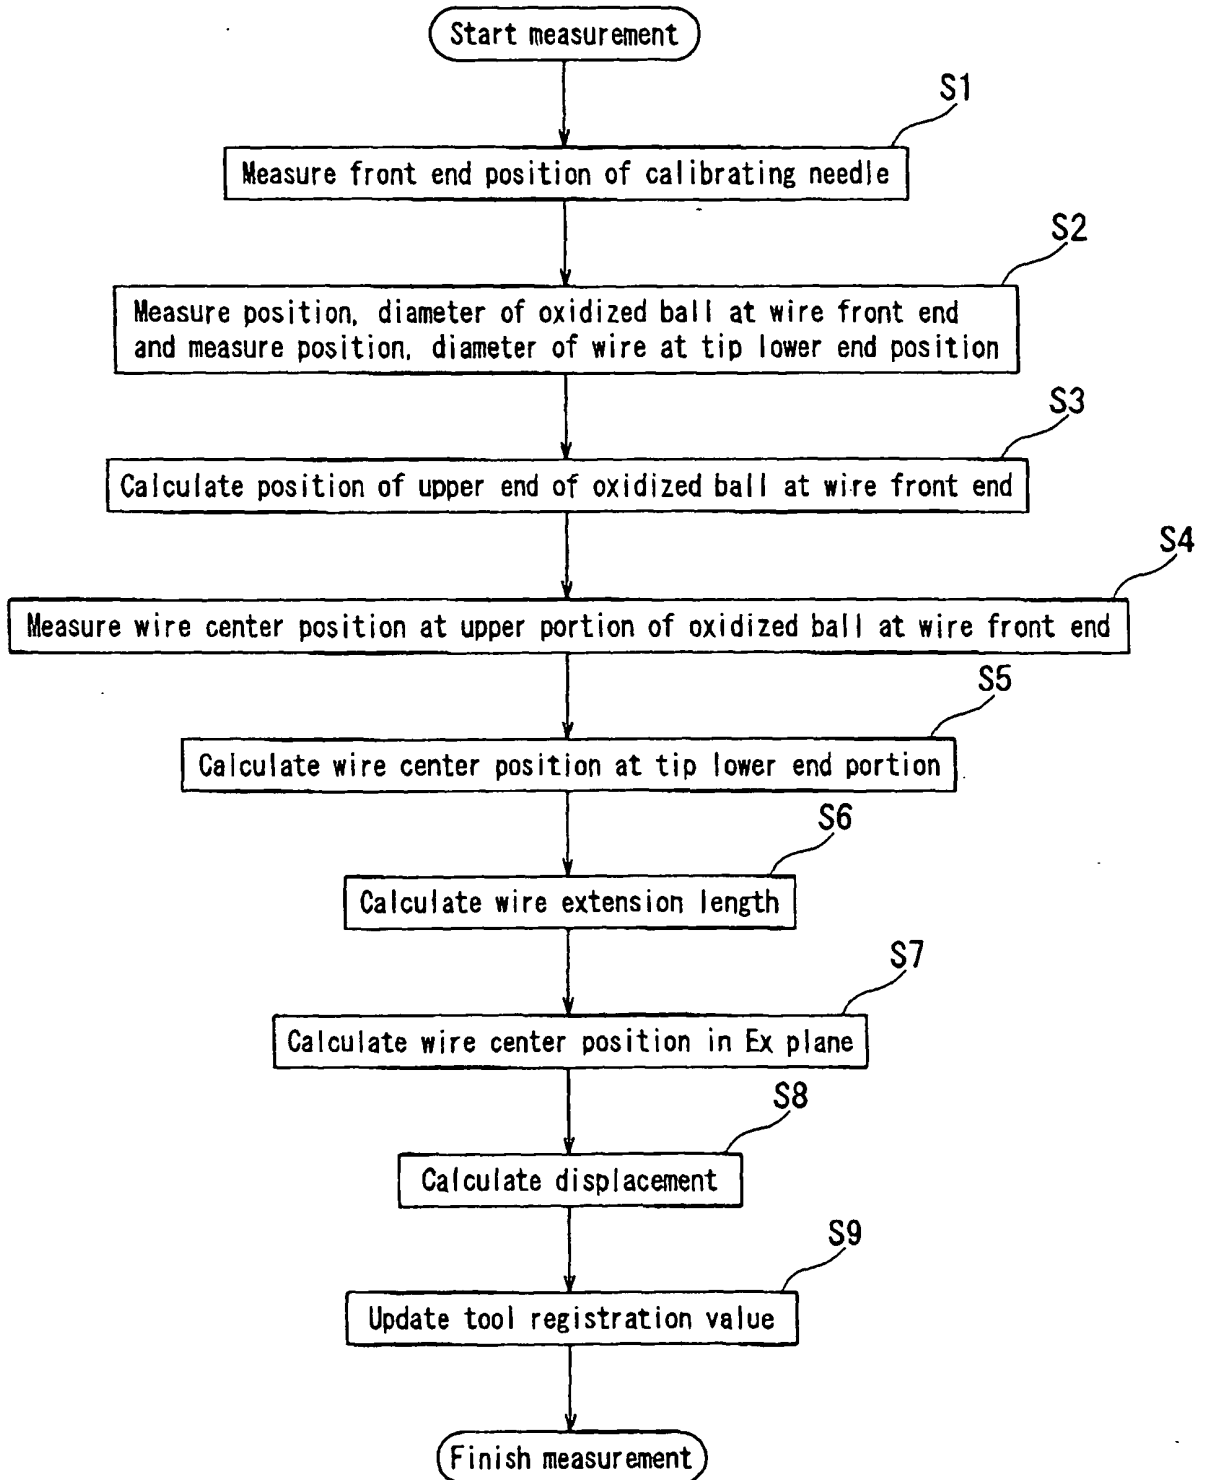 Start measurement
S1
Measure front end position of calibrating needle
S2
Measure position, diameter of oxidized ball at wire front end
and measure position, diameter of wire at tip lower end position
S3
Calculate position of upper end of oxidized ball at wire front end
S4
Measure wire center position at upper portion of oxidized ball at wire front end
S5
Calculate wire center position at tip lower end portion
S6
Calculate wire extension length
S7
Calculate wire center position in Ex plane
S8
Calculate displacement
S9
Update tool registration value
Finish measurement